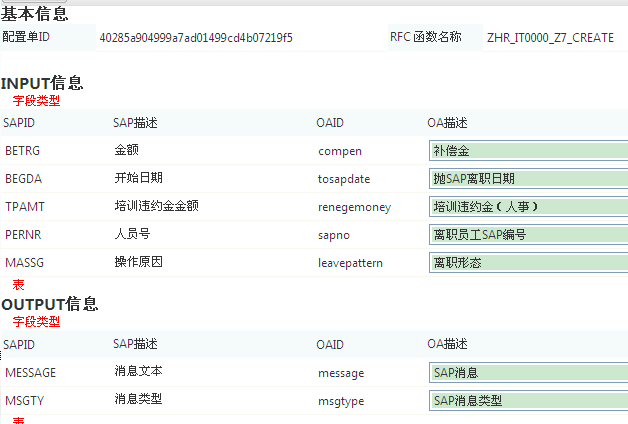 基本信息
配置单ID 40285a904999a7ad01499cd4b07219f5 RFC 函数名称 ZHR_IT0000_Z7_CREATE
INPUT信息
字段类型
SAPID SAP描述 OAID OA描述
BETRG 金额 compen 补偿金
BEGDA 开始日期 tosapdate 抛SAP离职日期
TPAMT 培训违约金金额 renegemoney 培训违约金（人事）
PERNR 人员号 sapno 离职员工SAP编号
MASSG 操作原因 leavepattern 离职形态
表
OUTPUT信息
字段类型
SAPID SAP描述 OAID OA描述
MESSAGE 消息文本 message SAP消息
MSGTY 消息类型 msgtype SAP消息类型
表